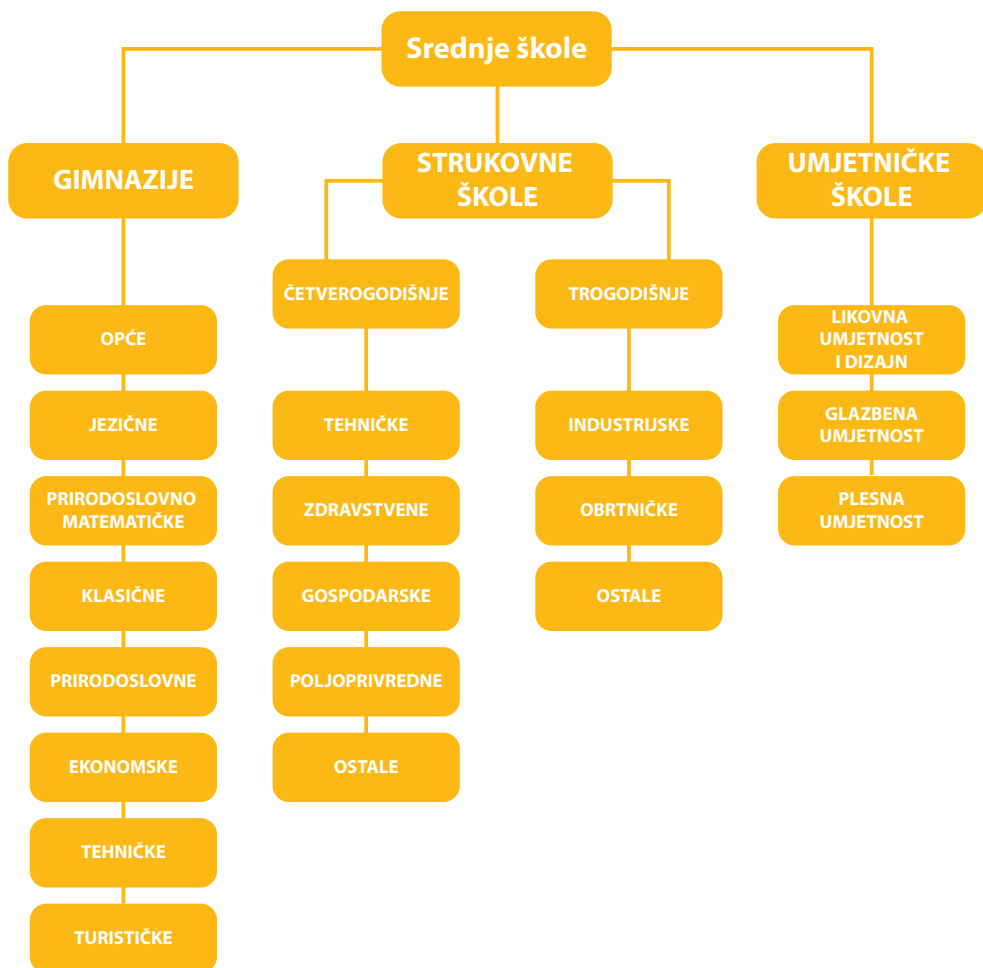 Srednje škole
GIMNAZIJE
STRUKOVNE
ŠKOLE
UMJETNIČKE
ŠKOLE
ČETVEROGODIŠNJE
TROGODIŠNJE
OPĆE
JEZIČNE
PRIRODOSLOVNO
MATEMATIČKE
KLASIČNE
PRIRODOSLOVNE
EKONOMSKE
TEHNIČKE
TURISTIČKE
TEHNIČKE
ZDRAVSTVENE
GOSPODARSKE
POLJOPRIVREDNE
OSTALE
INDUSTRIJSKE
OBRTNIČKE
OSTALE
LIKOVNA
UMJETNOST
I DIZAJN
GLAZBENA
UMJETNOST
PLESNA
UMJETNOST